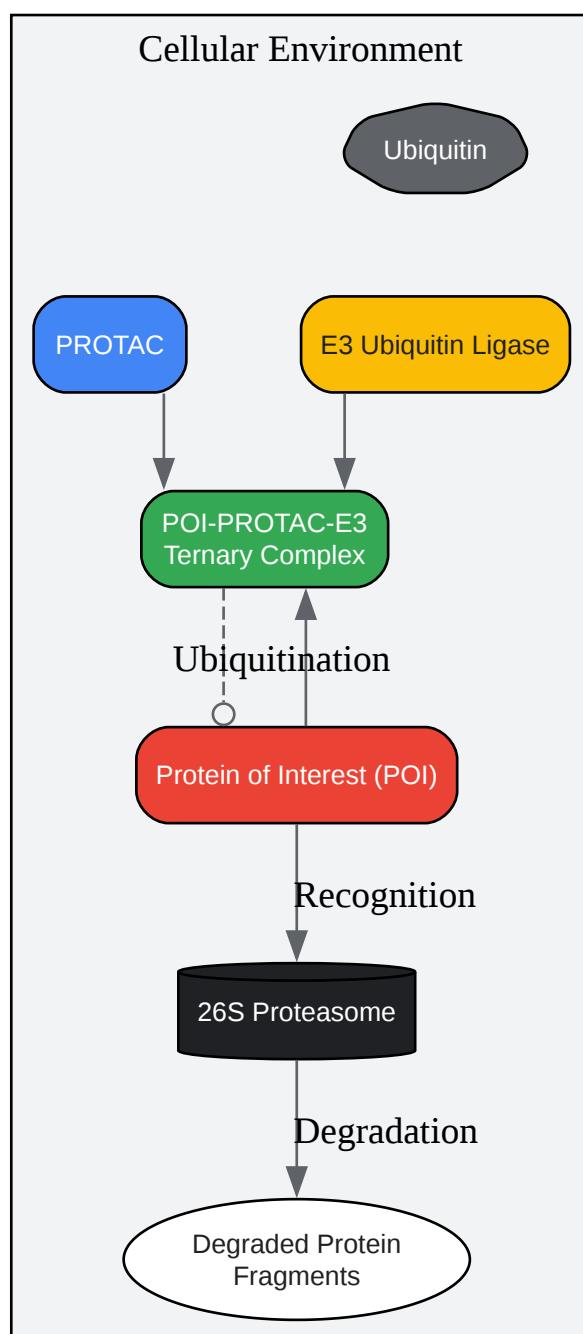 Cellular Environment
Ubiquitin
PROTAC
E3 Ubiquitin Ligase
POI-PROTAC-E3
Ternary Complex
Ubiquitination
Protein of Interest (POI)
Recognition
26S Proteasome
Degradation
Degraded Protein
Fragments